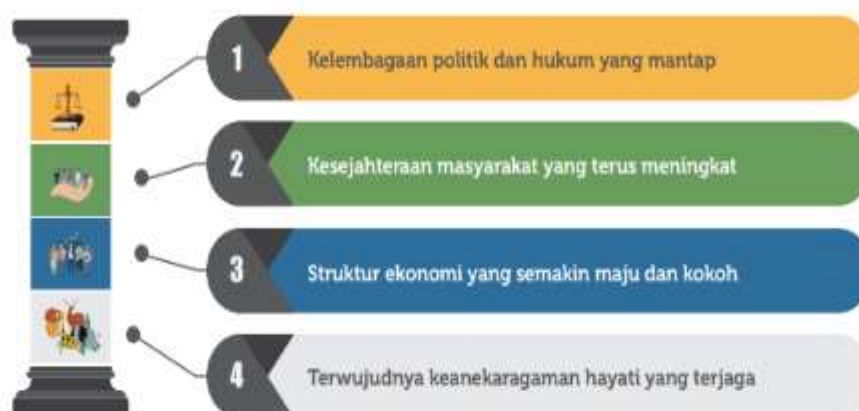 1
Kelembagaan politik dan hukum yang mantap
2
Kesejahteraan masyarakat yang terus meningkat
3
Struktur ekonomi yang semakin maju dan kokoh
4
Terwujudnya keanekaragaman hayati yang terjaga